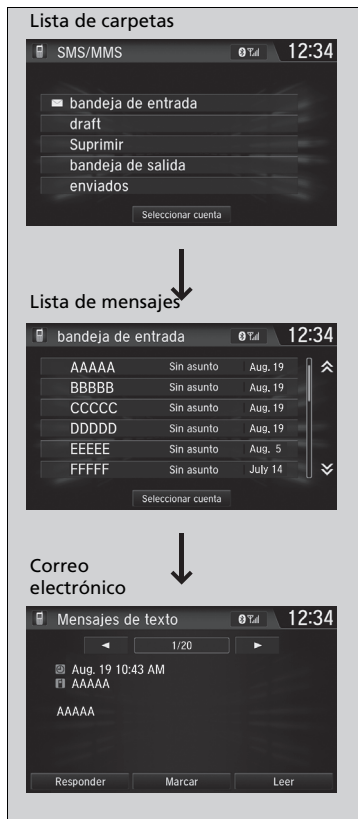 Lista de carpetas
SMS/MMS 12:34
bandeja de entrada
draft
Suprimir
bandeja de salida
enviados
Seleccionar cuenta
Lista de mensajes
bandeja de entrada 12:34
AAAAA Sin asunto Aug. 19
BBBBB Sin asunto Aug. 19
CCCCC Sin asunto Aug. 19
DDDDD Sin asunto Aug. 19
EEEEE Sin asunto Aug. 5
FFFFF Sin asunto July 14
Seleccionar cuenta
Correo
electrónico
Mensajes de texto 12:34
1/20
Aug. 19 10:43 AM
AAAAA
AAAAA
Responder Marcar Leer